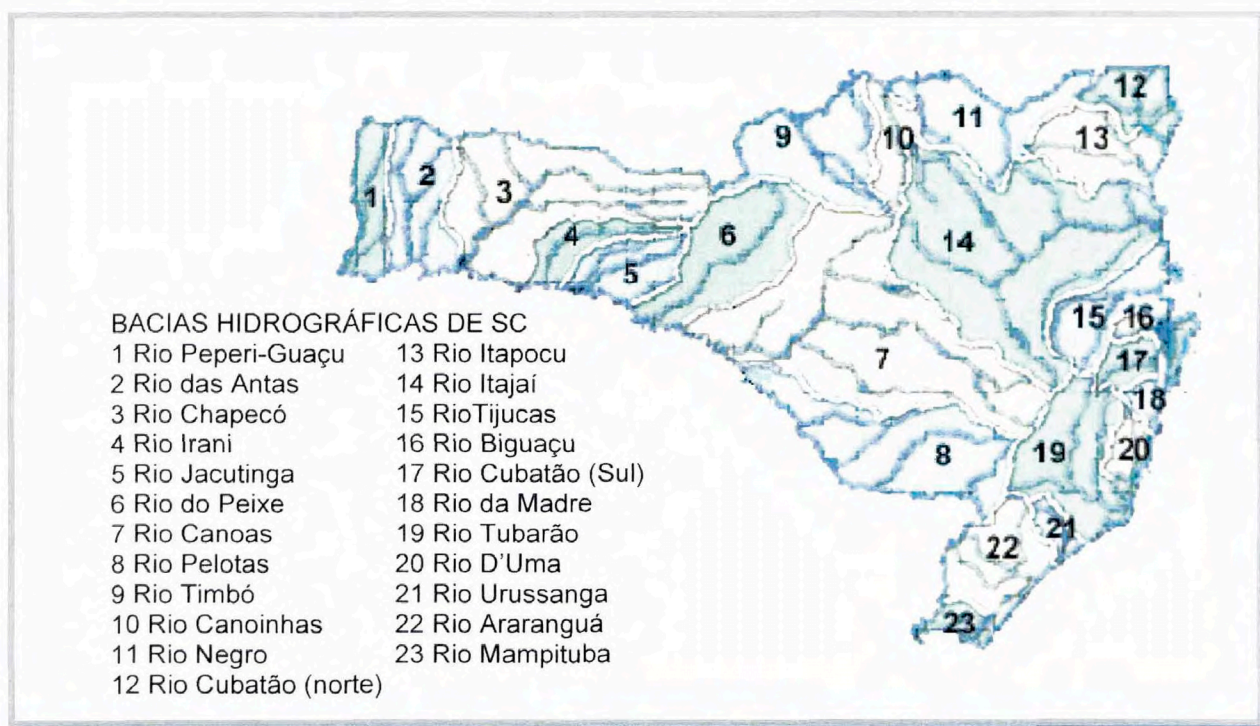 BACIAS HIDROGRÁFICAS DE SC
1 Rio Peperi-Guaçu
2 Rio das Antas
3 Rio Chapecó
4 Rio Irani
5 Rio Jacutinga
6 Rio do Peixe
7 Rio Canoas
8 Rio Pelotas
9 Rio Timbó
10 Rio Canoinhas
11 Rio Negro
12 Rio Cubatão (norte)
13 Rio Itapocu
14 Rio Itajaí
15 RioTijucas
16 Rio Biguaçu
17 Rio Cubatão (Sul)
18 Rio da Madre
19 Rio Tubarão
20 Rio D'Uma
21 Rio Urussanga
22 Rio Araranguá
23 Rio Mampituba
1
2
3
4
5
6
7
8
9
10
11
12
13
14
15
16
17
18
19
20
21
22
23